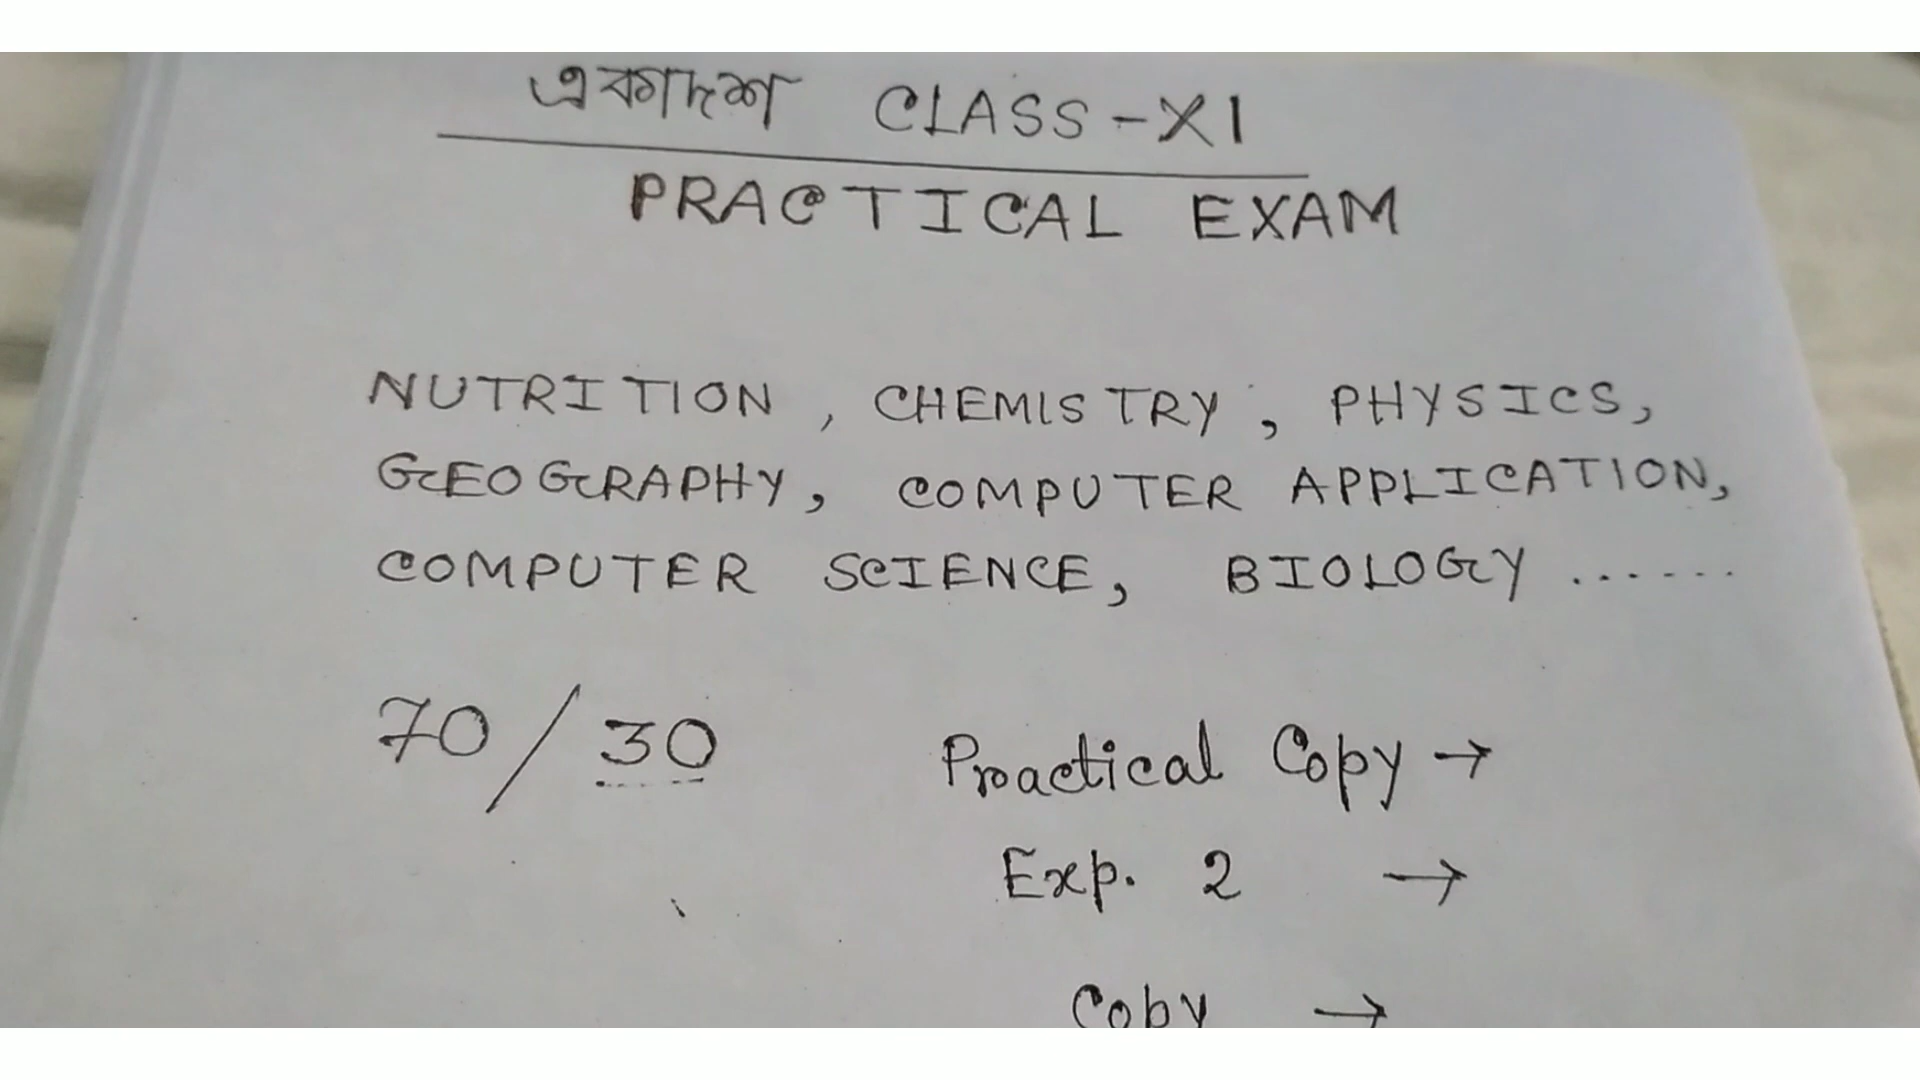 একাদশ CLASS-XI
PRACTICAL EXAM
NUTRITION, CHEMISTRY, PHYSICS,
GEOGRAPHY, COMPUTER APPLICATION,
COMPUTER SCIENCE, BIOLOGY ......
70/30
Practical Copy →
Exp. 2 →
Copy →